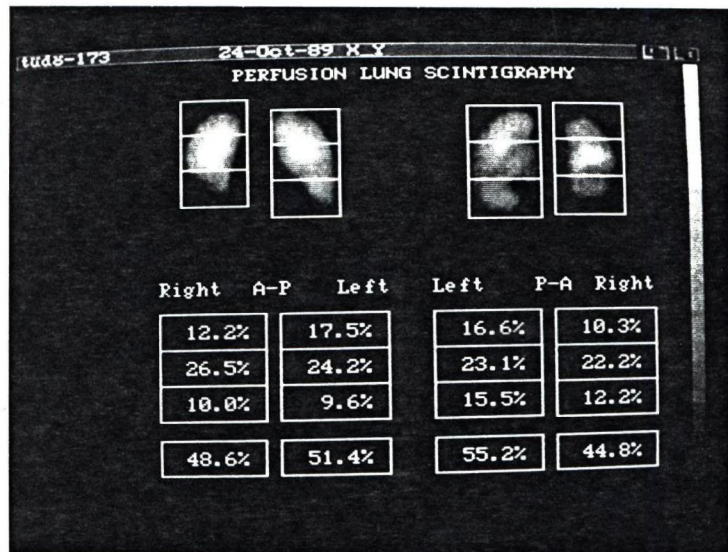 tud8-173 24-Oct-89 X_Y
PERFUSION LUNG SCINTIGRAPHY
Right A-P Left Left P-A Right
12.2% 17.5% 16.6% 10.3%
26.5% 24.2% 23.1% 22.2%
10.0% 9.6% 15.5% 12.2%
48.6% 51.4% 55.2% 44.8%